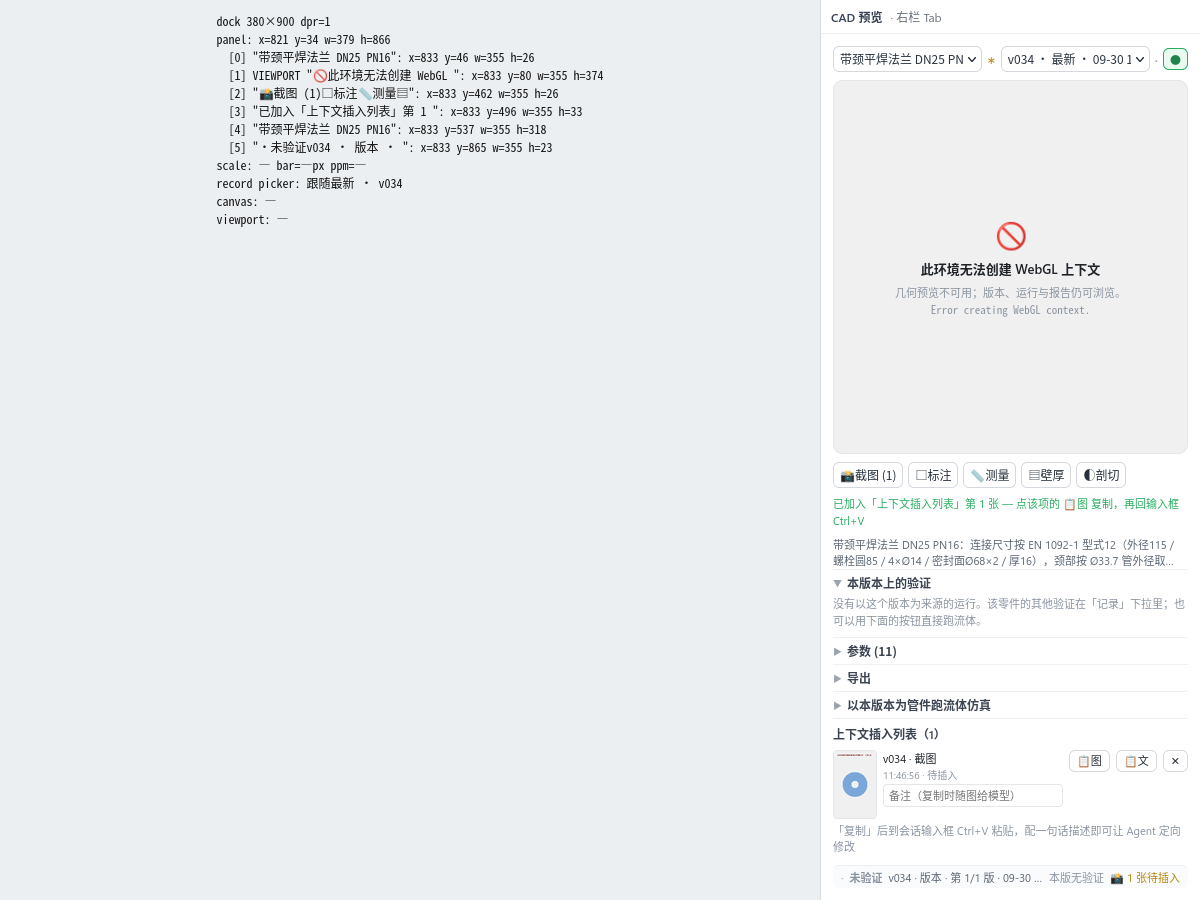 dock 380×900 dpr=1
panel: x=821 y=34 w=379 h=866
[0] "带颈平焊法兰 DN25 PN16": x=833 y=46 w=355 h=26
[1] VIEWPORT "🚫此环境无法创建 WebGL ": x=833 y=80 w=355 h=374
[2] "📸截图 (1)☐标注📏测量▤": x=833 y=462 w=355 h=26
[3] "已加入「上下文插入列表」第 1 ": x=833 y=496 w=355 h=33
[4] "带颈平焊法兰 DN25 PN16": x=833 y=537 w=355 h=318
[5] "·未验证v034 · 版本 · ": x=833 y=865 w=355 h=23
scale: — bar=—px ppm=—
record picker: 跟随最新 · v034
canvas: —
viewport: —
CAD 预览 · 右栏 Tab
带颈平焊法兰 DN25 PN * v034 · 最新 · 09-30 1 ·
🚫
此环境无法创建 WebGL 上下文
几何预览不可用；版本、运行与报告仍可浏览。
Error creating WebGL context.
📸截图 (1) ☐标注 📏测量 ▤壁厚 ◐剖切
已加入「上下文插入列表」第 1 张 — 点该项的 📋图 复制，再回输入框
Ctrl+V
带颈平焊法兰 DN25 PN16：连接尺寸按 EN 1092-1 型式12（外径115 /
螺栓圆85 / 4×Ø14 / 密封面Ø68×2 / 厚16），颈部按 Ø33.7 管外径取...
▼ 本版本上的验证
没有以这个版本为来源的运行。该零件的其他验证在「记录」下拉里；也
可以用下面的按钮直接跑流体。
▶ 参数 (11)
▶ 导出
▶ 以本版本为管件跑流体仿真
上下文插入列表（1）
v034 · 截图 📋图 📋文 ✕
11:46:56 · 待插入
备注（复制时随图给模型）
「复制」后到会话输入框 Ctrl+V 粘贴，配一句话描述即可让 Agent 定向
修改
· 未验证 v034 · 版本 · 第 1/1 版 · 09-30 ... 本版无验证 📸 1 张待插入